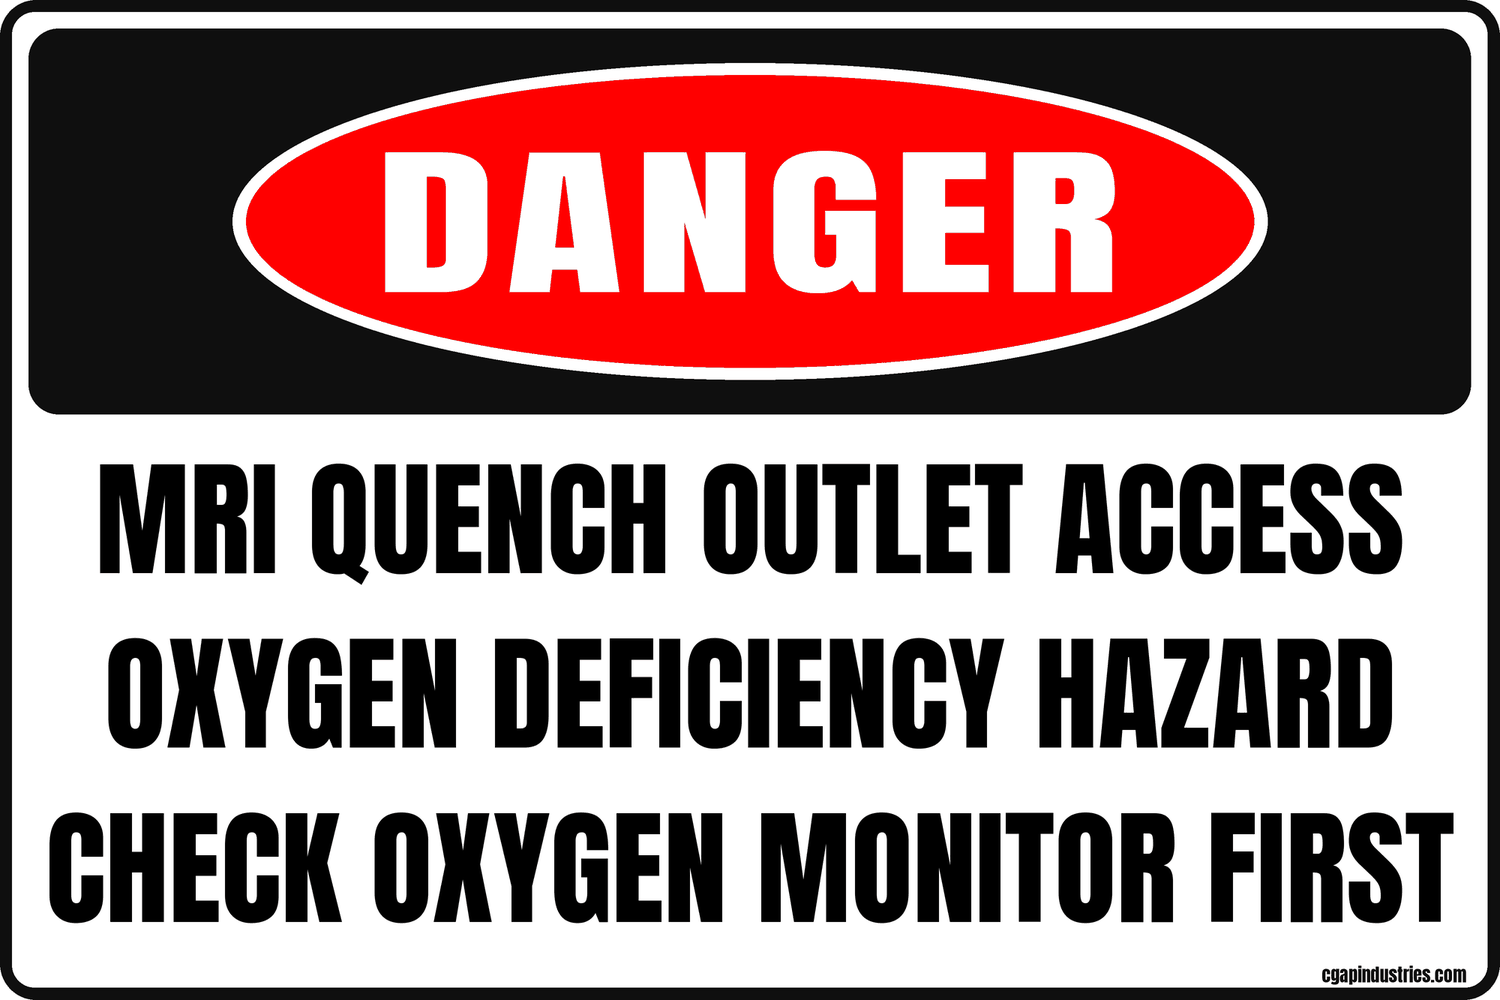 DANGER
MRI QUENCH OUTLET ACCESS
OXYGEN DEFICIENCY HAZARD
CHECK OXYGEN MONITOR FIRST
cgapindustries.com